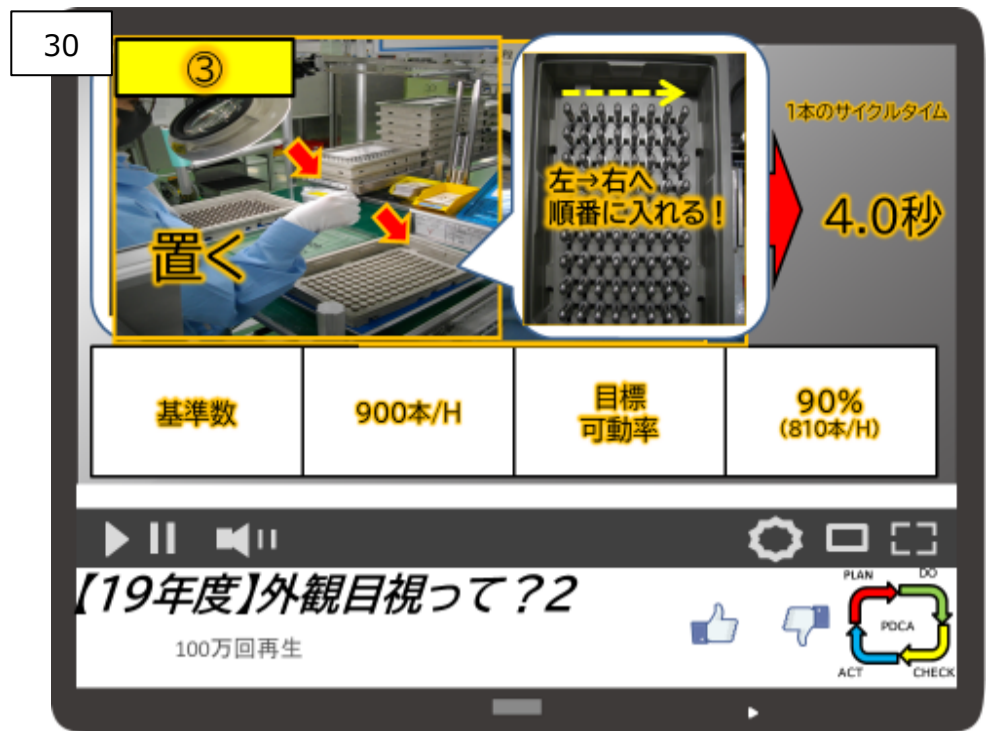 30
③
置く
左→右へ
順番に入れる！
1本のサイクルタイム
4.0秒
基準数
900本/H
目標
可動率
90%
（810本/H）
【19年度】外観目視って？2
100万回再生
PLAN
DO
PDCA
ACT
CHECK